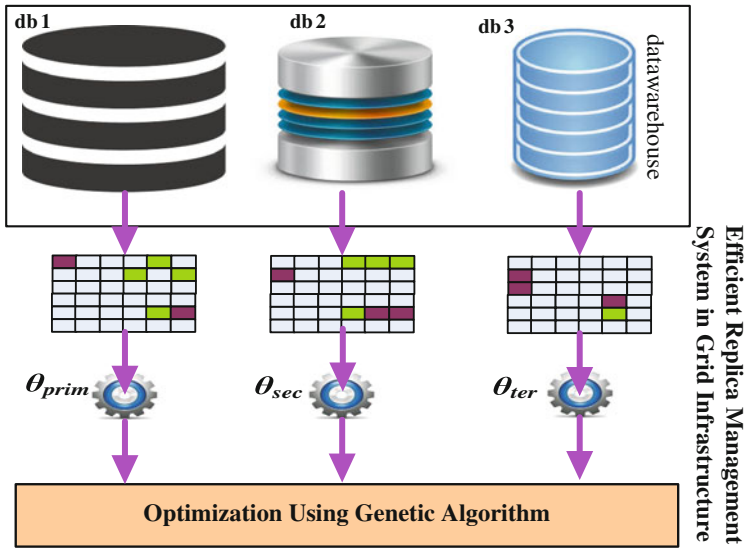 db 1
db 2
db 3
datawarehouse
θprim
θsec
θter
Efficient Replica Management
System in Grid Infrastructure
Optimization Using Genetic Algorithm